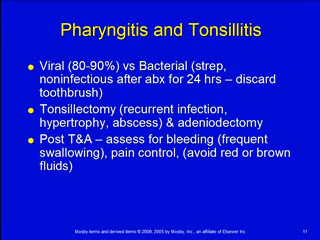 Pharyngitis and Tonsillitis
Viral (80-90%) vs Bacterial (strep,
noninfectious after abx for 24 hrs – discard
toothbrush)
Tonsillectomy (recurrent infection,
hypertrophy, abscess) & adeniodectomy
Post T&A – assess for bleeding (frequent
swallowing), pain control, (avoid red or brown
fluids)
Mosby items and derived items © 2009, 2005 by Mosby, Inc., an affiliate of Elsevier Inc.
11